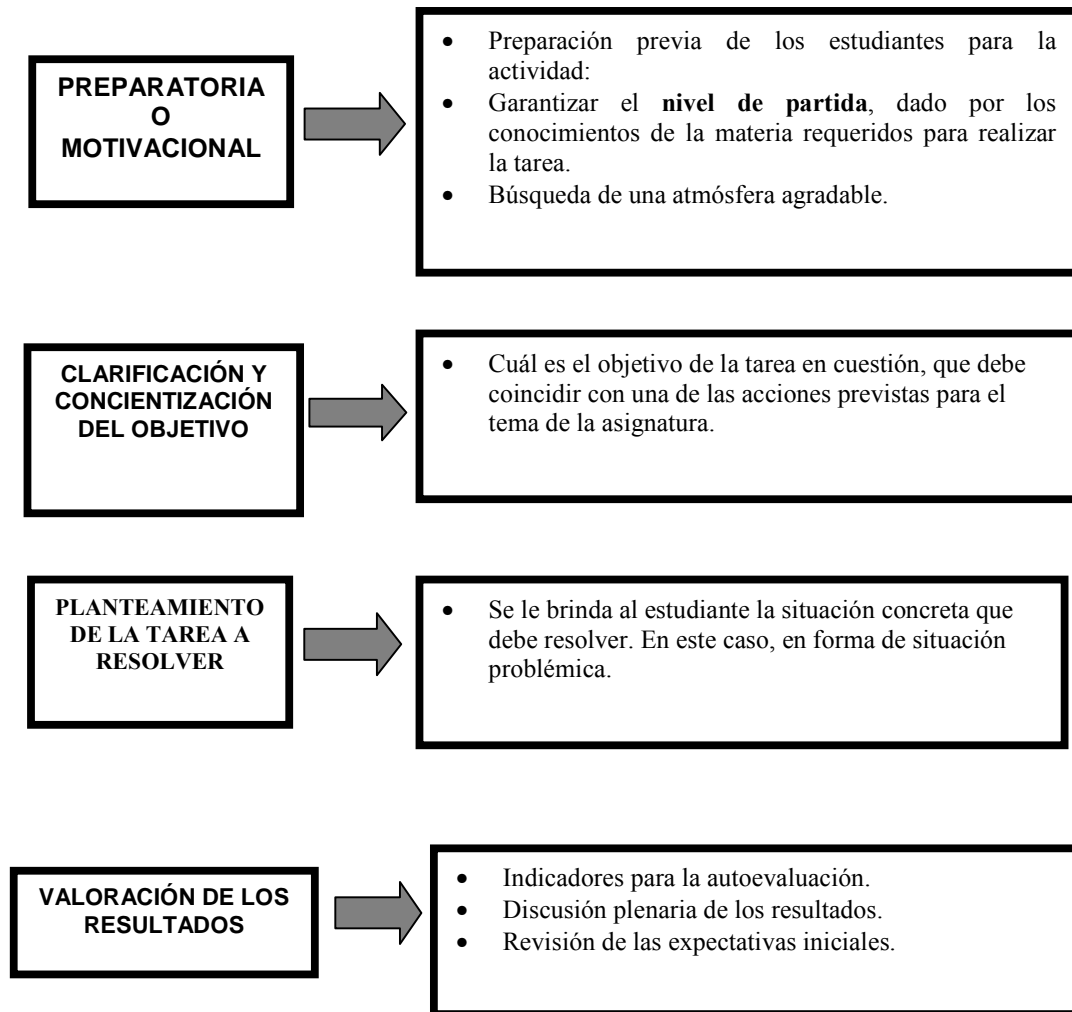 PREPARATORIA
O
MOTIVACIONAL
• Preparación previa de los estudiantes para la
actividad:
• Garantizar el nivel de partida, dado por los
conocimientos de la materia requeridos para realizar
la tarea.
• Búsqueda de una atmósfera agradable.
CLARIFICACIÓN Y
CONCIENTIZACIÓN
DEL OBJETIVO
• Cuál es el objetivo de la tarea en cuestión, que debe
coincidir con una de las acciones previstas para el
tema de la asignatura.
PLANTEAMIENTO
DE LA TAREA A
RESOLVER
• Se le brinda al estudiante la situación concreta que
debe resolver. En este caso, en forma de situación
problémica.
VALORACIÓN DE LOS
RESULTADOS
• Indicadores para la autoevaluación.
• Discusión plenaria de los resultados.
• Revisión de las expectativas iniciales.